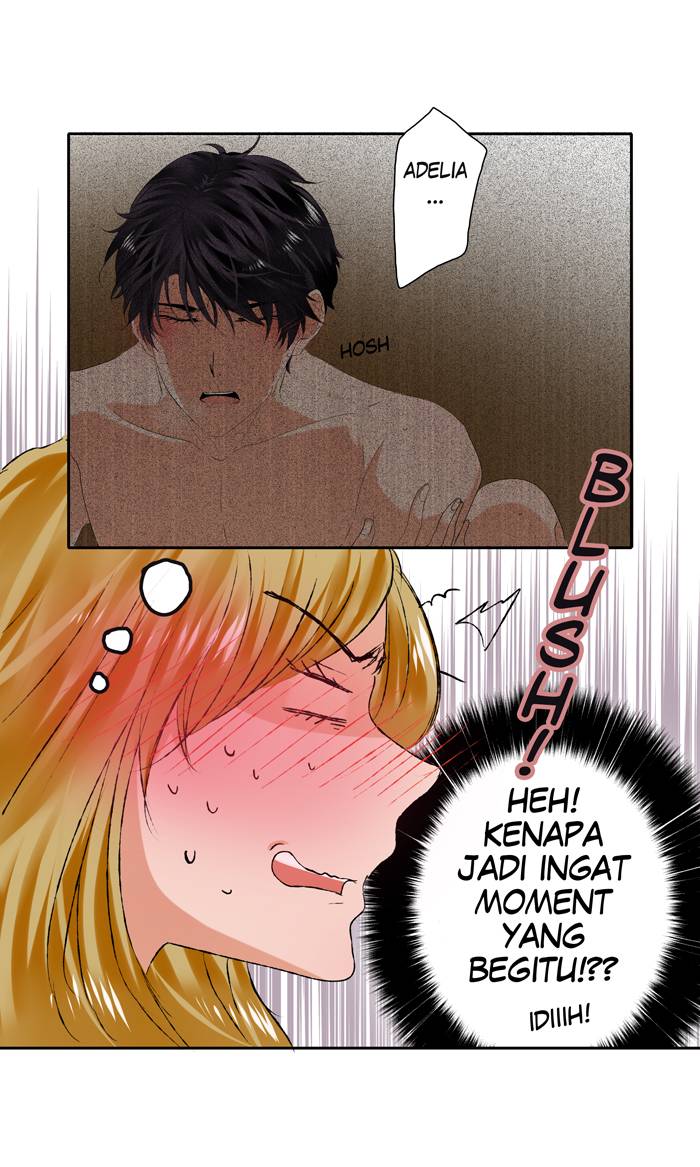 ADELIA
...
HOSH
BLUSH!
HEH!
KENAPA
JADI INGAT
MOMENT
YANG
BEGITU!??
IDIIIH!